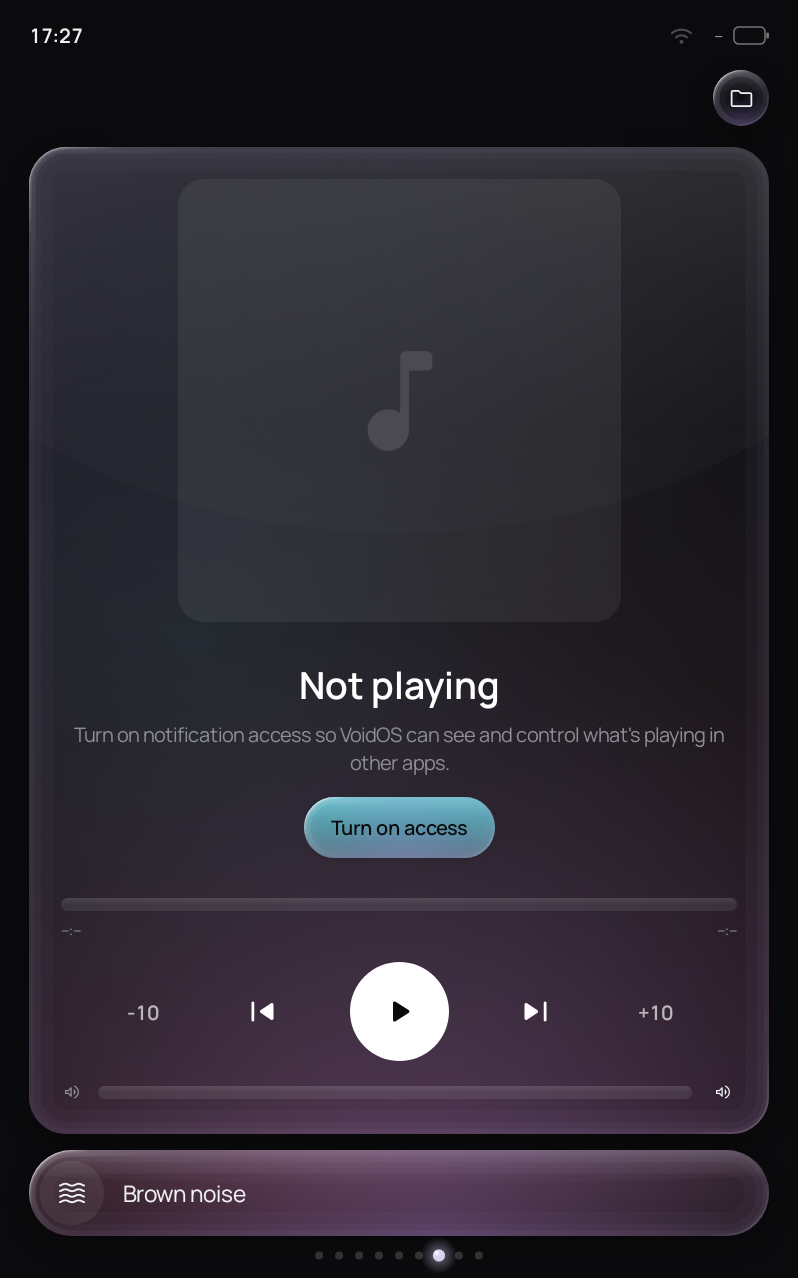 17:27
–
Not playing
Turn on notification access so VoidOS can see and control what's playing in
other apps.
Turn on access
–:– –:–
-10 +10
Brown noise